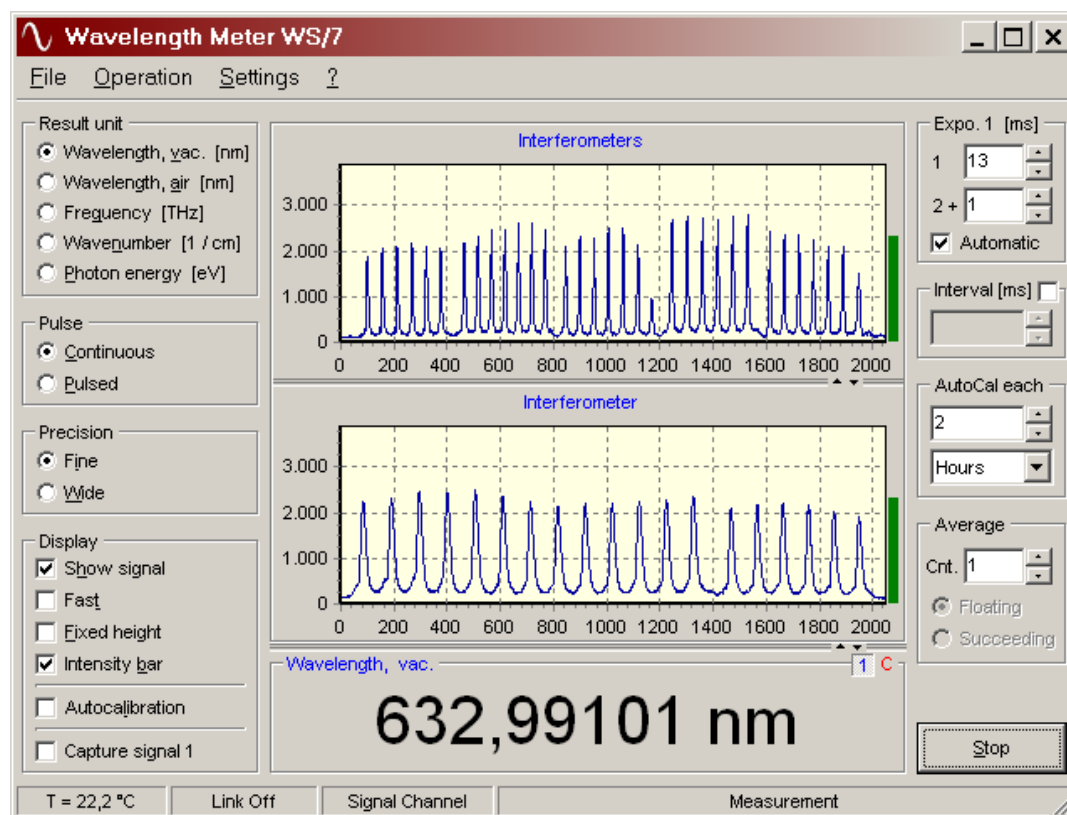 Wavelength Meter WS/7
File Operation Settings ?
Result unit
Wavelength, vac. [nm]
Wavelength, air [nm]
Frequency [THz]
Wavenumber [1 / cm]
Photon energy [eV]
Pulse
Continuous
Pulsed
Precision
Fine
Wide
Display
Show signal
Fast
Fixed height
Intensity bar
Autocalibration
Capture signal 1
Interferometers
3.000
2.000
1.000
0
0 200 400 600 800 1000 1200 1400 1600 1800 2000
Interferometer
3.000
2.000
1.000
0
0 200 400 600 800 1000 1200 1400 1600 1800 2000
Wavelength, vac. 1 C
632,99101 nm
Expo. 1 [ms]
1 13
2 + 1
Automatic
Interval [ms]
AutoCal each
2
Hours
Average
Cnt. 1
Floating
Succeeding
Stop
T = 22,2 °C Link Off Signal Channel Measurement